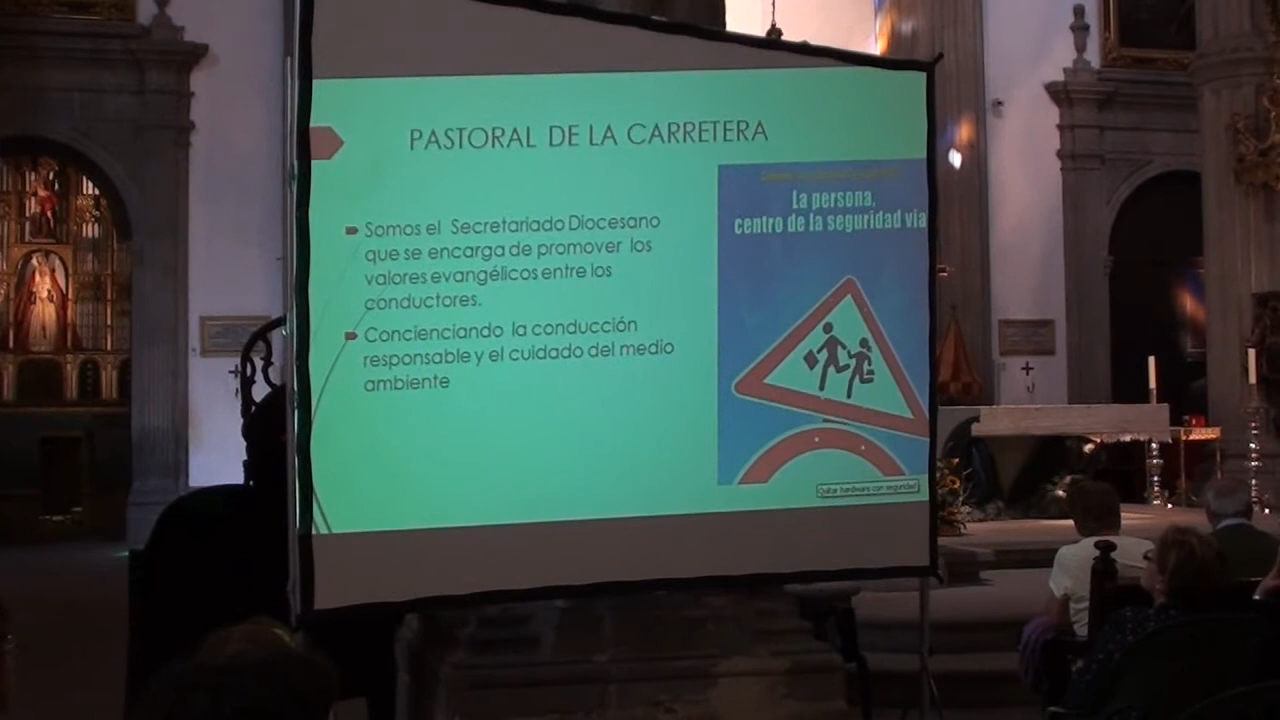 PASTORAL DE LA CARRETERA
Somos el Secretariado Diocesano
que se encarga de promover los
valores evangélicos entre los
conductores.
Concienciando la conducción
responsable y el cuidado del medio
ambiente
La persona,
centro de la seguridad via
Quitar hardware con seguridad